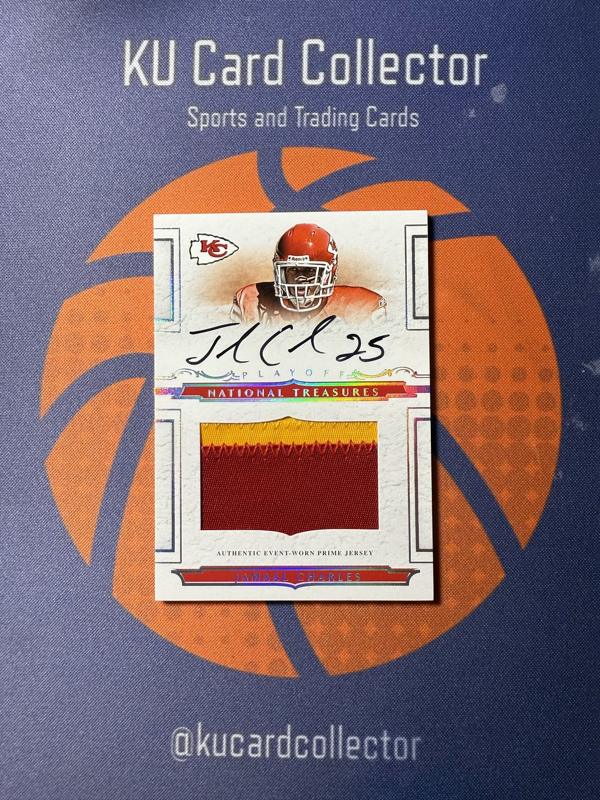 KU Card Collector
Sports and Trading Cards
KC
25
PLAYOFF
NATIONAL TREASURES
AUTHENTIC EVENT-WORN PRIME JERSEY
JAMAAL CHARLES
@kucardcollector